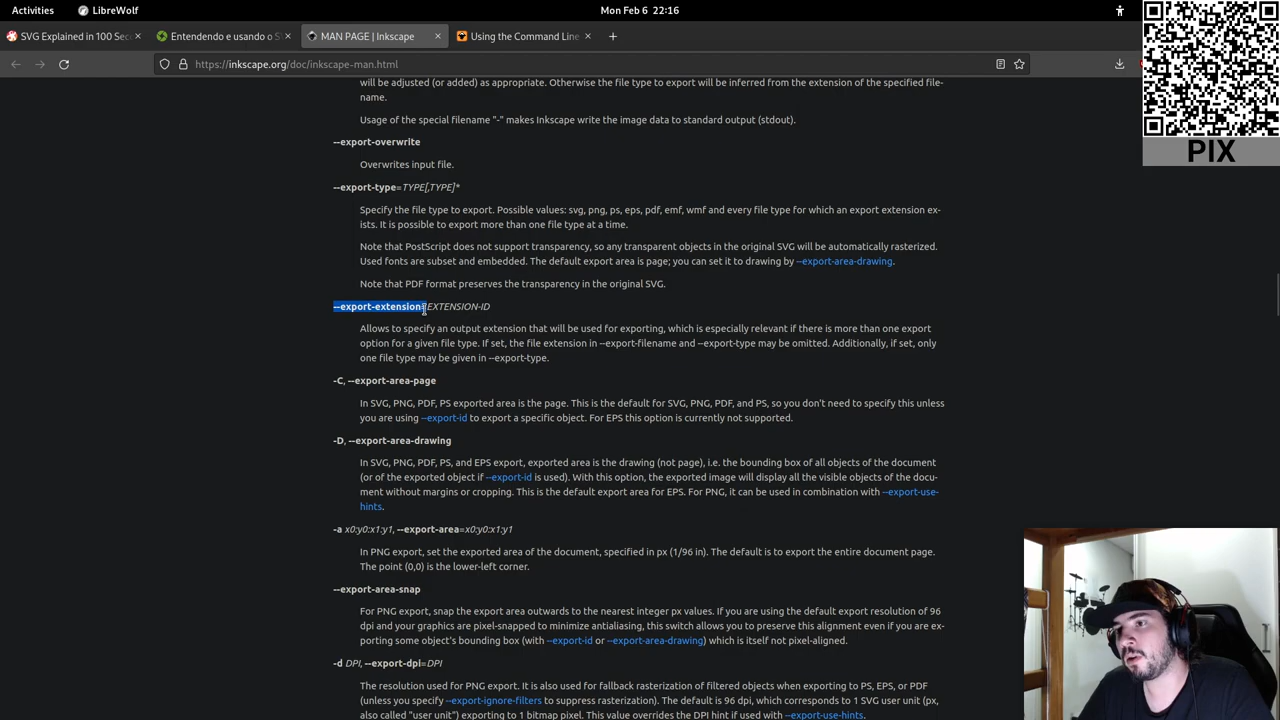 Activities
LibreWolf
Mon Feb 6 22:16
SVG Explained in 100 Sec
Entendendo e usando o S
MAN PAGE | Inkscape
Using the Command Line
https://inkscape.org/doc/inkscape-man.html
PIX
will be adjusted (or added) as appropriate. Otherwise the file type to export will be inferred from the extension of the specified file-
name.
Usage of the special filename "-" makes Inkscape write the image data to standard output (stdout).
--export-overwrite
Overwrites input file.
--export-type=TYPE[,TYPE]*
Specify the file type to export. Possible values: svg, png, ps, eps, pdf, emf, wmf and every file type for which an export extension ex-
ists. It is possible to export more than one file type at a time.
Note that PostScript does not support transparency, so any transparent objects in the original SVG will be automatically rasterized.
Used fonts are subset and embedded. The default export area is page; you can set it to drawing by --export-area-drawing.
Note that PDF format preserves the transparency in the original SVG.
--export-extension=EXTENSION-ID
Allows to specify an output extension that will be used for exporting, which is especially relevant if there is more than one export
option for a given file type. If set, the file extension in --export-filename and --export-type may be omitted. Additionally, if set, only
one file type may be given in --export-type.
-C, --export-area-page
In SVG, PNG, PDF, PS exported area is the page. This is the default for SVG, PNG, PDF, and PS, so you don't need to specify this unless
you are using --export-id to export a specific object. For EPS this option is currently not supported.
-D, --export-area-drawing
In SVG, PNG, PDF, PS, and EPS export, exported area is the drawing (not page), i.e. the bounding box of all objects of the document
(or of the exported object if --export-id is used). With this option, the exported image will display all the visible objects of the docu-
ment without margins or cropping. This is the default export area for EPS. For PNG, it can be used in combination with --export-use-
hints.
-a x0:y0:x1:y1, --export-area=x0:y0:x1:y1
In PNG export, set the exported area of the document, specified in px (1/96 in). The default is to export the entire document page.
The point (0,0) is the lower-left corner.
--export-area-snap
For PNG export, snap the export area outwards to the nearest integer px values. If you are using the default export resolution of 96
dpi and your graphics are pixel-snapped to minimize antialiasing, this switch allows you to preserve this alignment even if you are ex-
porting some object's bounding box (with --export-id or --export-area-drawing) which is itself not pixel-aligned.
-d DPI, --export-dpi=DPI
The resolution used for PNG export. It is also used for fallback rasterization of filtered objects when exporting to PS, EPS, or PDF
(unless you specify --export-ignore-filters to suppress rasterization). The default is 96 dpi, which corresponds to 1 SVG user unit (px,
also called "user unit") exporting to 1 bitmap pixel. This value overrides the DPI hint if used with --export-use-hints.